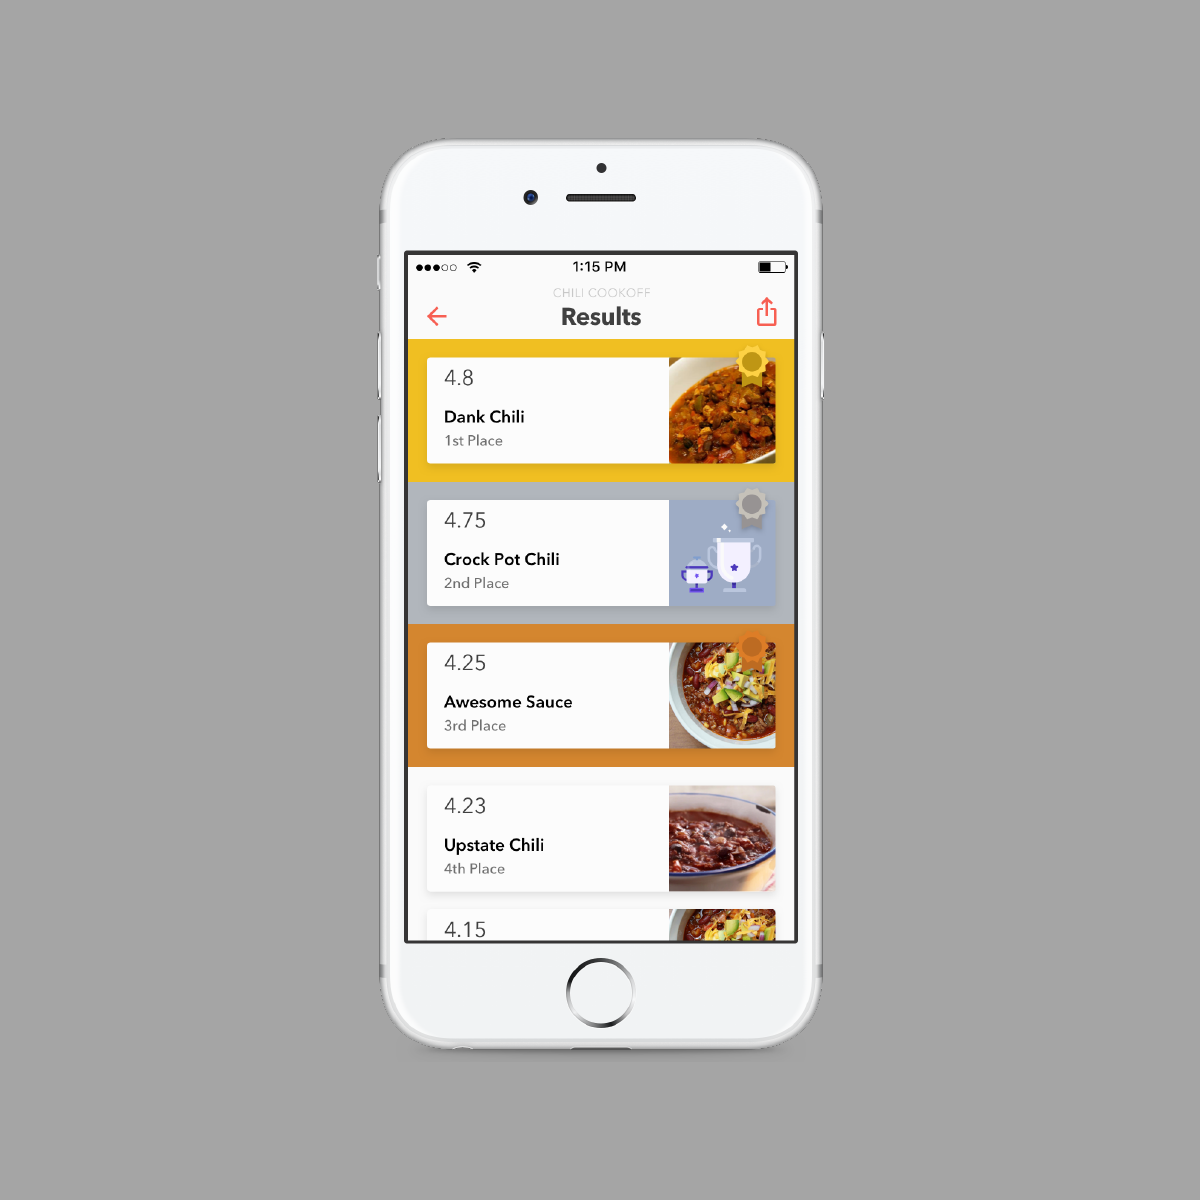 1:15 PM
CHILI COOKOFF
Results
4.8
Dank Chili
1st Place
4.75
Crock Pot Chili
2nd Place
4.25
Awesome Sauce
3rd Place
4.23
Upstate Chili
4th Place
4.15